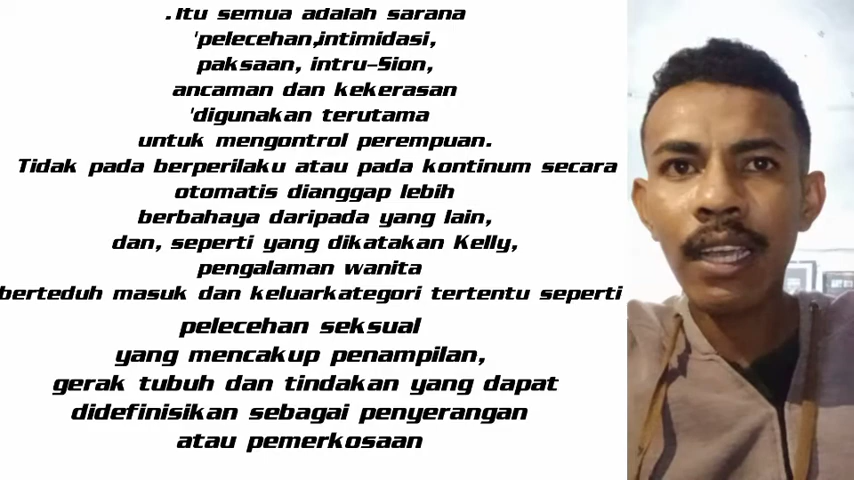 .Itu semua adalah sarana
'pelecehan,intimidasi,
paksaan, intru-Sion,
ancaman dan kekerasan
'digunakan terutama
untuk mengontrol perempuan.
Tidak pada berperilaku atau pada kontinum secara
otomatis dianggap lebih
berbahaya daripada yang lain,
dan, seperti yang dikatakan Kelly,
pengalaman wanita
berteduh masuk dan keluarkategori tertentu seperti
pelecehan seksual
yang mencakup penampilan,
gerak tubuh dan tindakan yang dapat
didefinisikan sebagai penyerangan
atau pemerkosaan